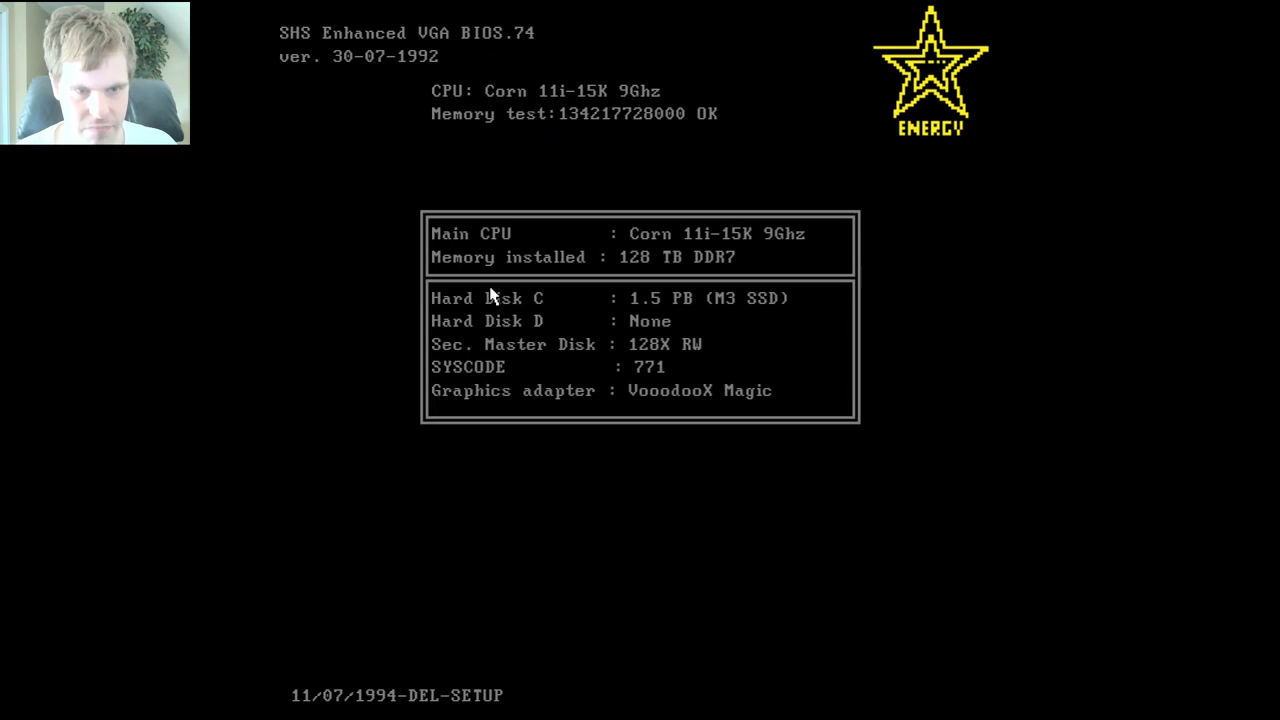 SHS Enhanced VGA BIOS.74
ver. 30-07-1992
CPU: Corn 11i-15K 9Ghz
Memory test:134217728000 OK
ENERGY
Main CPU : Corn 11i-15K 9Ghz
Memory installed : 128 TB DDR7
Hard Disk C : 1.5 PB (M3 SSD)
Hard Disk D : None
Sec. Master Disk : 128X RW
SYSCODE : 771
Graphics adapter : VooodooX Magic
11/07/1994-DEL-SETUP